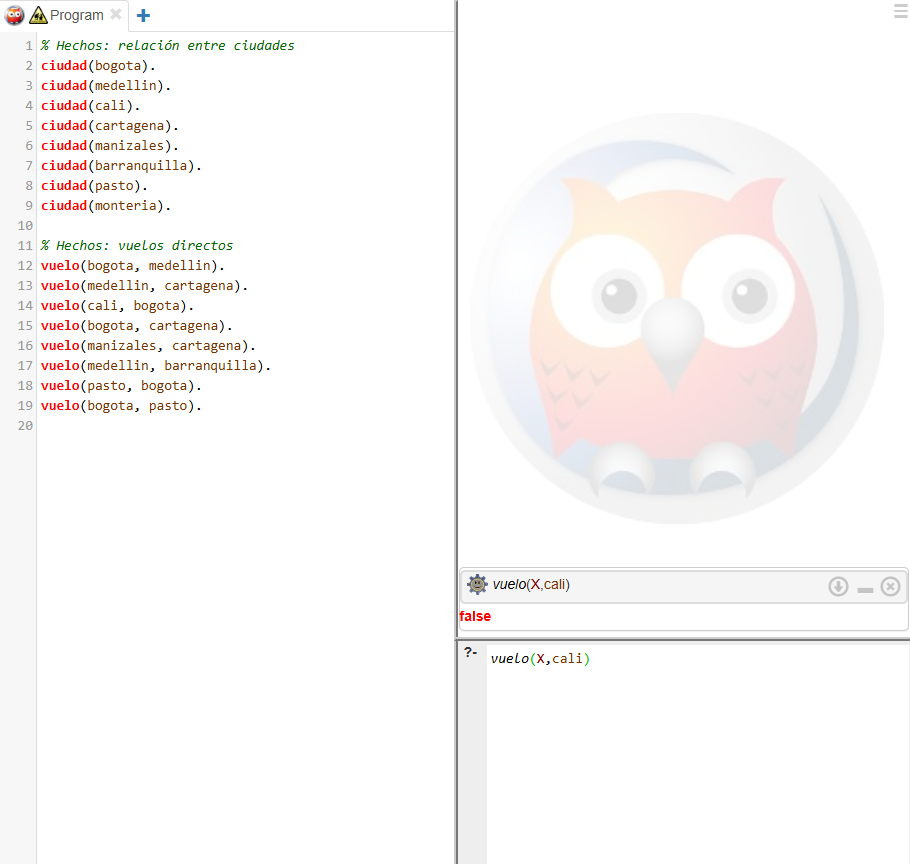 Program
1 % Hechos: relación entre ciudades
2 ciudad(bogota).
3 ciudad(medellin).
4 ciudad(cali).
5 ciudad(cartagena).
6 ciudad(manizales).
7 ciudad(barranquilla).
8 ciudad(pasto).
9 ciudad(monteria).
10
11 % Hechos: vuelos directos
12 vuelo(bogota, medellin).
13 vuelo(medellin, cartagena).
14 vuelo(cali, bogota).
15 vuelo(bogota, cartagena).
16 vuelo(manizales, cartagena).
17 vuelo(medellin, barranquilla).
18 vuelo(pasto, bogota).
19 vuelo(bogota, pasto).
20
vuelo(X,cali)
false
?- vuelo(X,cali)